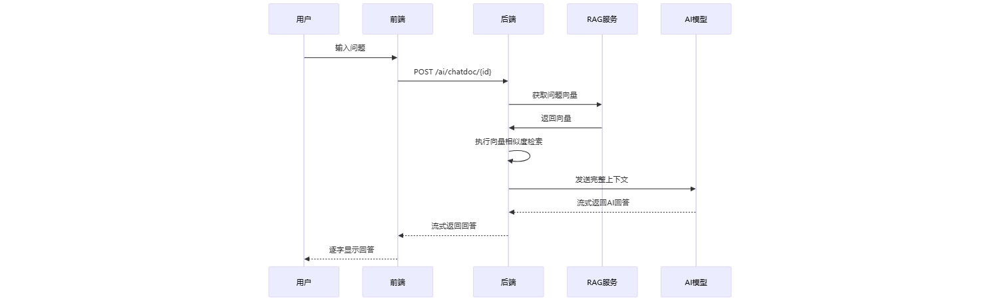 用户
前端
后端
RAG服务
AI模型
输入问题
POST /ai/chatdoc/{id}
获取问题向量
返回向量
执行向量相似度检索
发送完整上下文
流式返回AI回答
流式返回回答
逐字显示回答
用户
前端
后端
RAG服务
AI模型